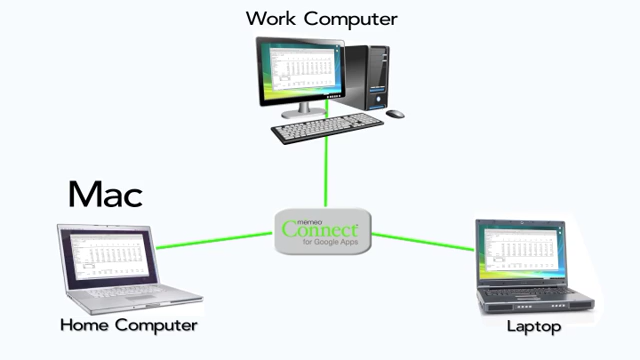 Work Computer
Mac
memeo
Connect
for Google Apps
Home Computer
Laptop